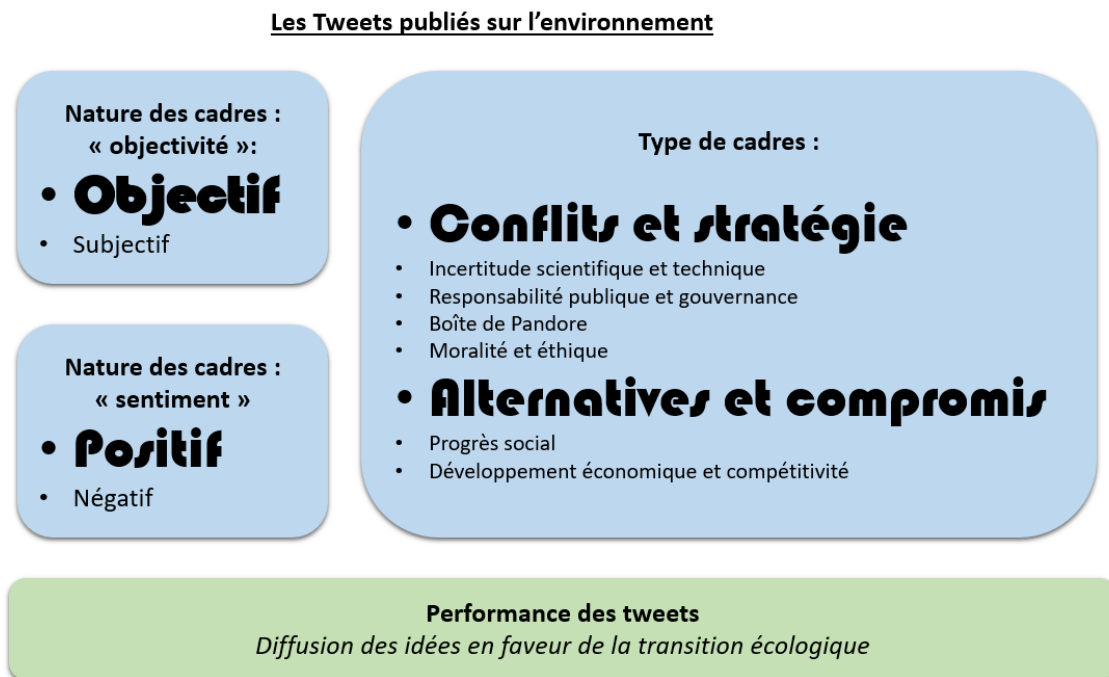 Les Tweets publiés sur l’environnement
Nature des cadres :
« objectivité »:
• Objectif
• Subjectif
Nature des cadres :
« sentiment »
• Positif
• Négatif
Type de cadres :
• Conflits et stratégie
• Incertitude scientifique et technique
• Responsabilité publique et gouvernance
• Boîte de Pandore
• Moralité et éthique
• Alternatives et compromis
• Progrès social
• Développement économique et compétitivité
Performance des tweets
Diffusion des idées en faveur de la transition écologique